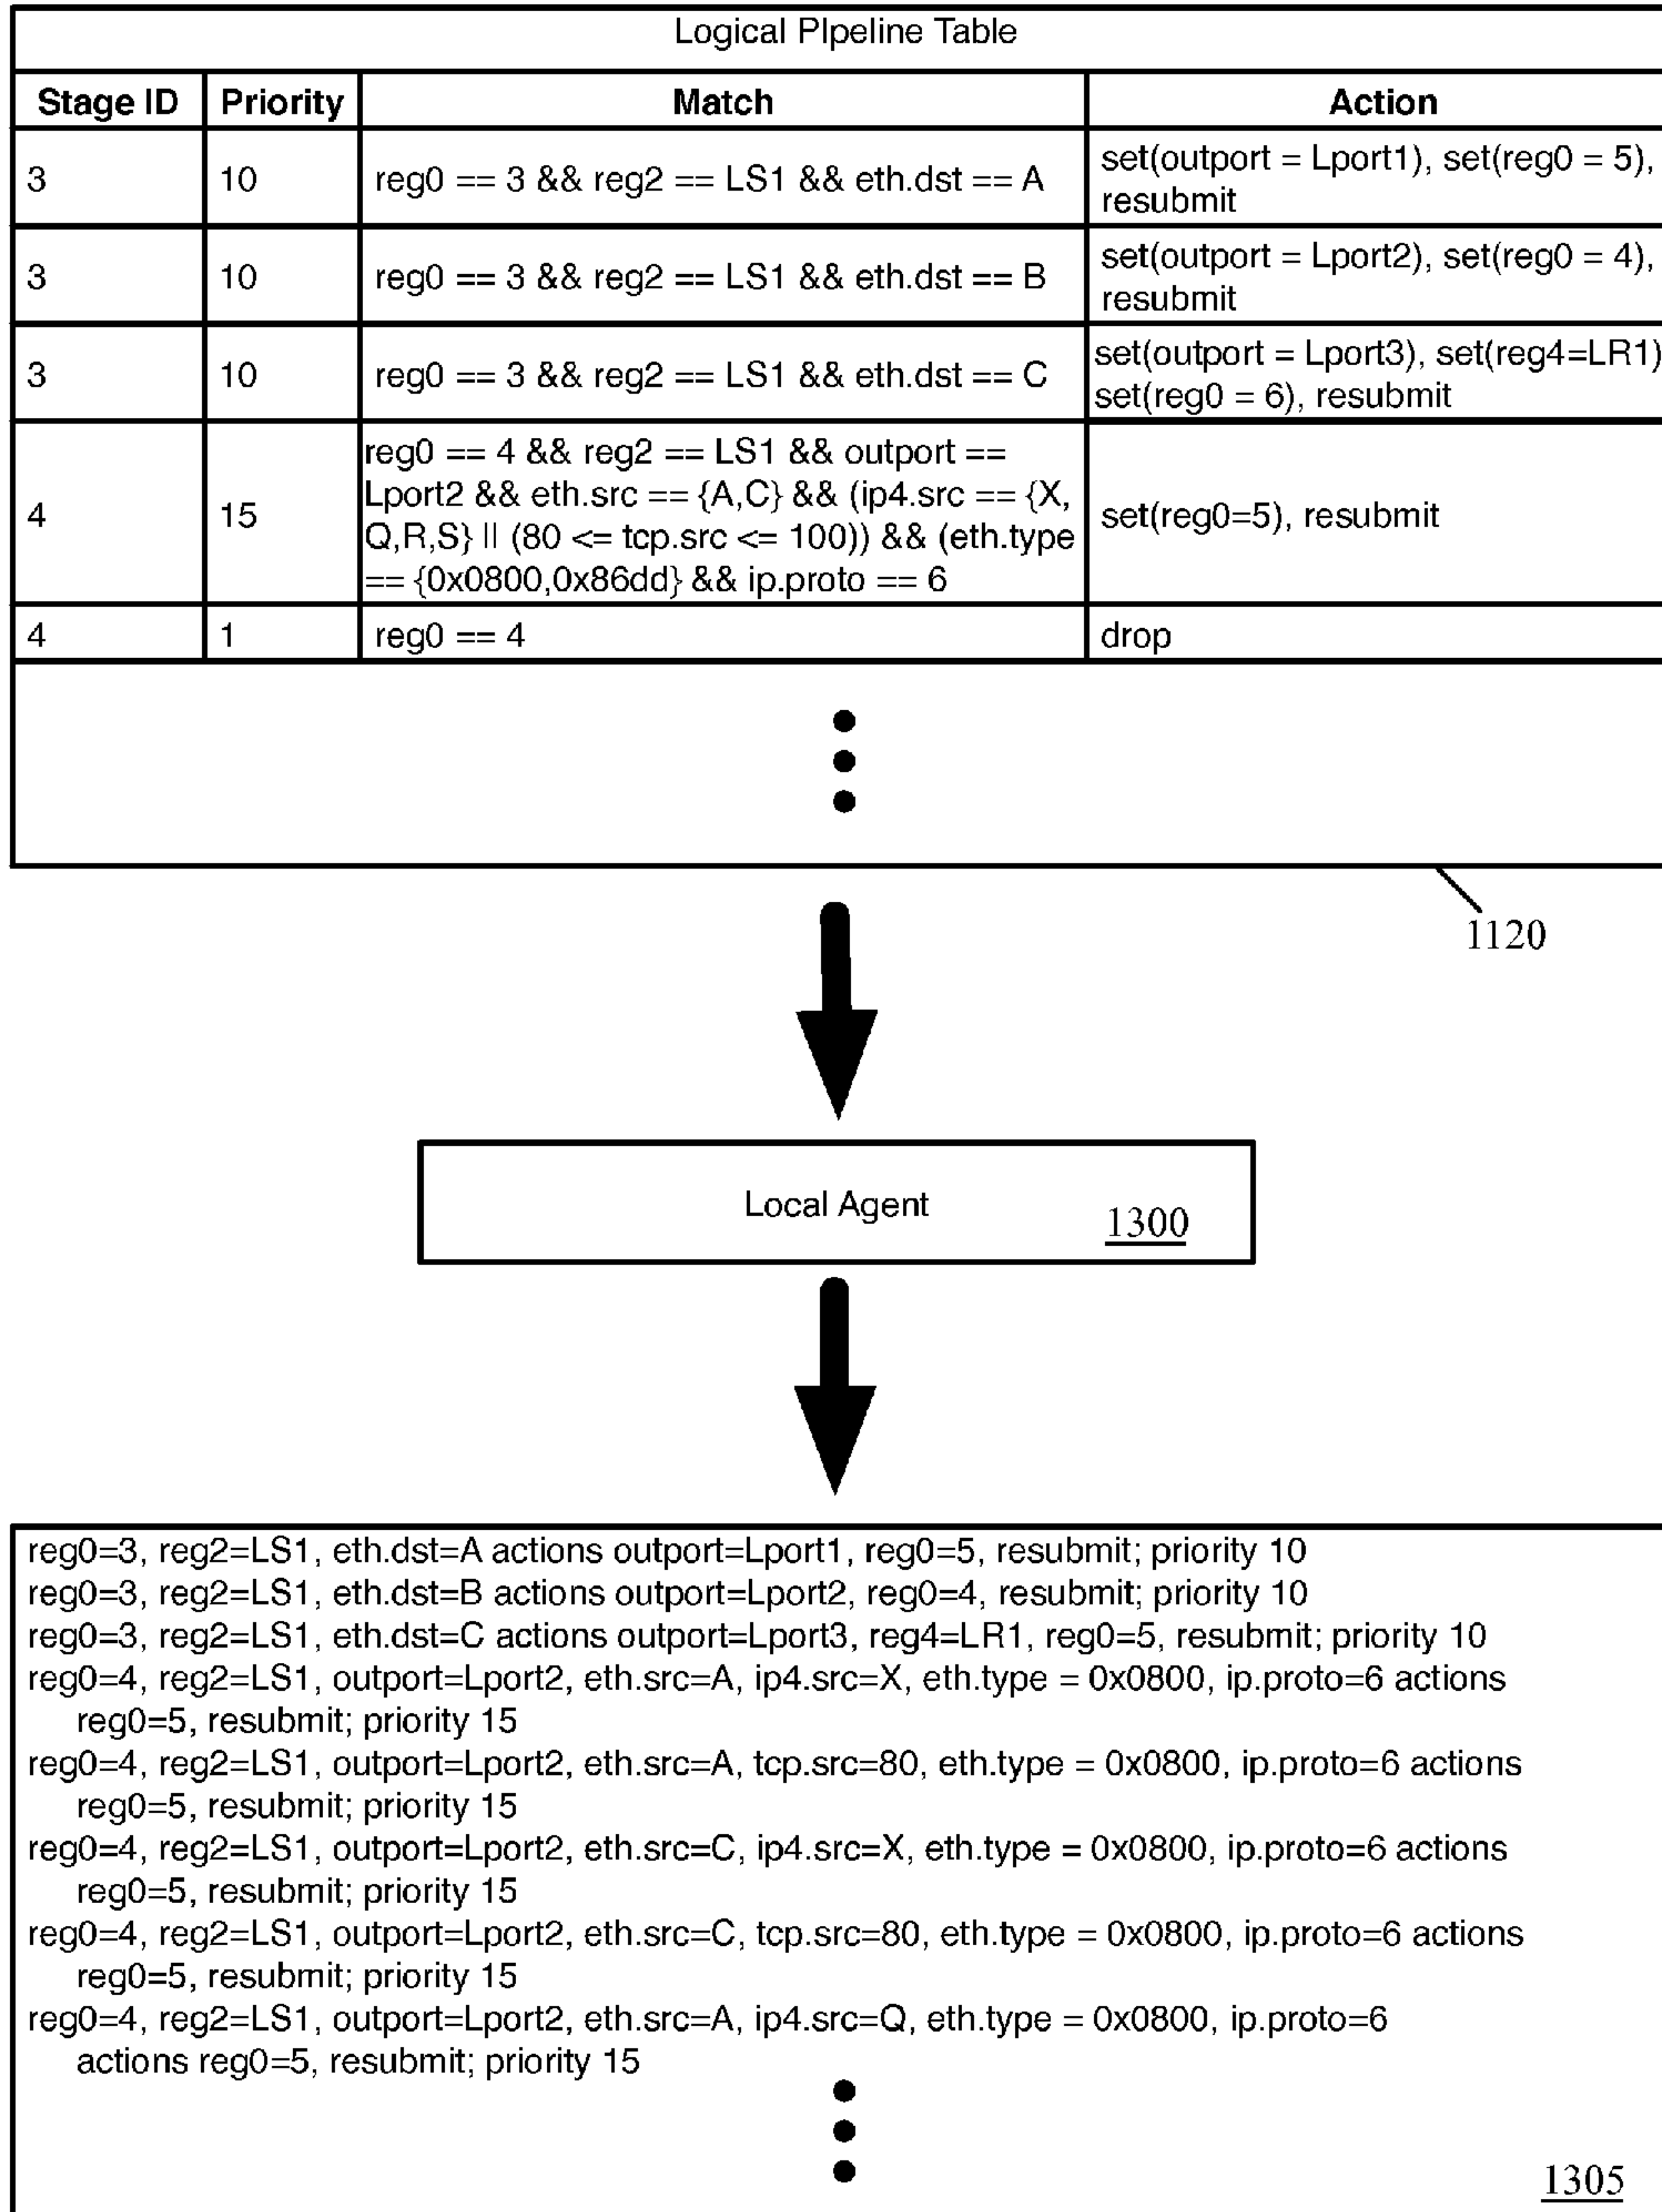 Logical PIpeline Table
Stage ID Priority Match Action
3 10 reg0 == 3 && reg2 == LS1 && eth.dst == A set(outport = Lport1), set(reg0 = 5),
resubmit
3 10 reg0 == 3 && reg2 == LS1 && eth.dst == B set(outport = Lport2), set(reg0 = 4),
resubmit
3 10 reg0 == 3 && reg2 == LS1 && eth.dst == C set(outport = Lport3), set(reg4=LR1)
set(reg0 = 6), resubmit
4 15 reg0 == 4 && reg2 == LS1 && outport ==
Lport2 && eth.src == {A,C} && (ip4.src == {X,
Q,R,S} || (80 <= tcp.src <= 100)) && (eth.type
== {0x0800,0x86dd} && ip.proto == 6
set(reg0=5), resubmit
4 1 reg0 == 4 drop
1120
Local Agent 1300
reg0=3, reg2=LS1, eth.dst=A actions outport=Lport1, reg0=5, resubmit; priority 10
reg0=3, reg2=LS1, eth.dst=B actions outport=Lport2, reg0=4, resubmit; priority 10
reg0=3, reg2=LS1, eth.dst=C actions outport=Lport3, reg4=LR1, reg0=5, resubmit; priority 10
reg0=4, reg2=LS1, outport=Lport2, eth.src=A, ip4.src=X, eth.type = 0x0800, ip.proto=6 actions
reg0=5, resubmit; priority 15
reg0=4, reg2=LS1, outport=Lport2, eth.src=A, tcp.src=80, eth.type = 0x0800, ip.proto=6 actions
reg0=5, resubmit; priority 15
reg0=4, reg2=LS1, outport=Lport2, eth.src=C, ip4.src=X, eth.type = 0x0800, ip.proto=6 actions
reg0=5, resubmit; priority 15
reg0=4, reg2=LS1, outport=Lport2, eth.src=C, tcp.src=80, eth.type = 0x0800, ip.proto=6 actions
reg0=5, resubmit; priority 15
reg0=4, reg2=LS1, outport=Lport2, eth.src=A, ip4.src=Q, eth.type = 0x0800, ip.proto=6
actions reg0=5, resubmit; priority 15
1305